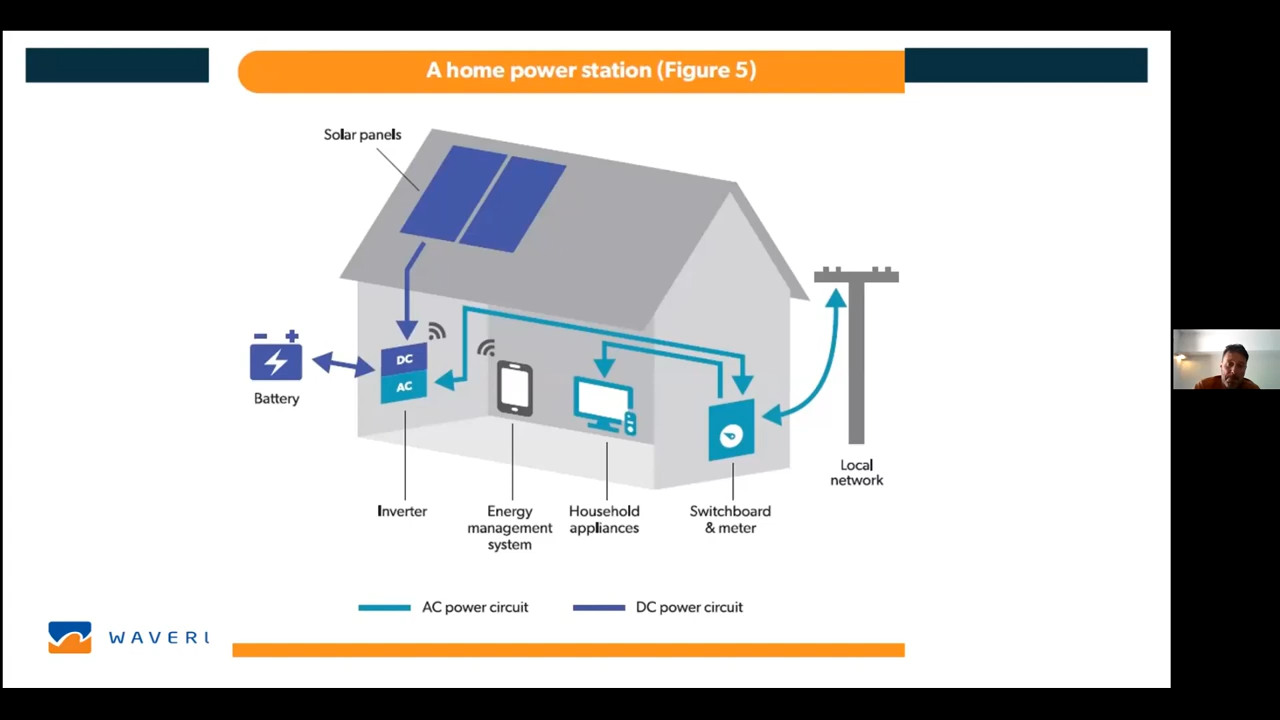 A home power station (Figure 5)
Solar panels
DC
AC
Battery
Inverter
Energy
management
system
Household
appliances
Switchboard
& meter
Local
network
AC power circuit
DC power circuit
WAVERL